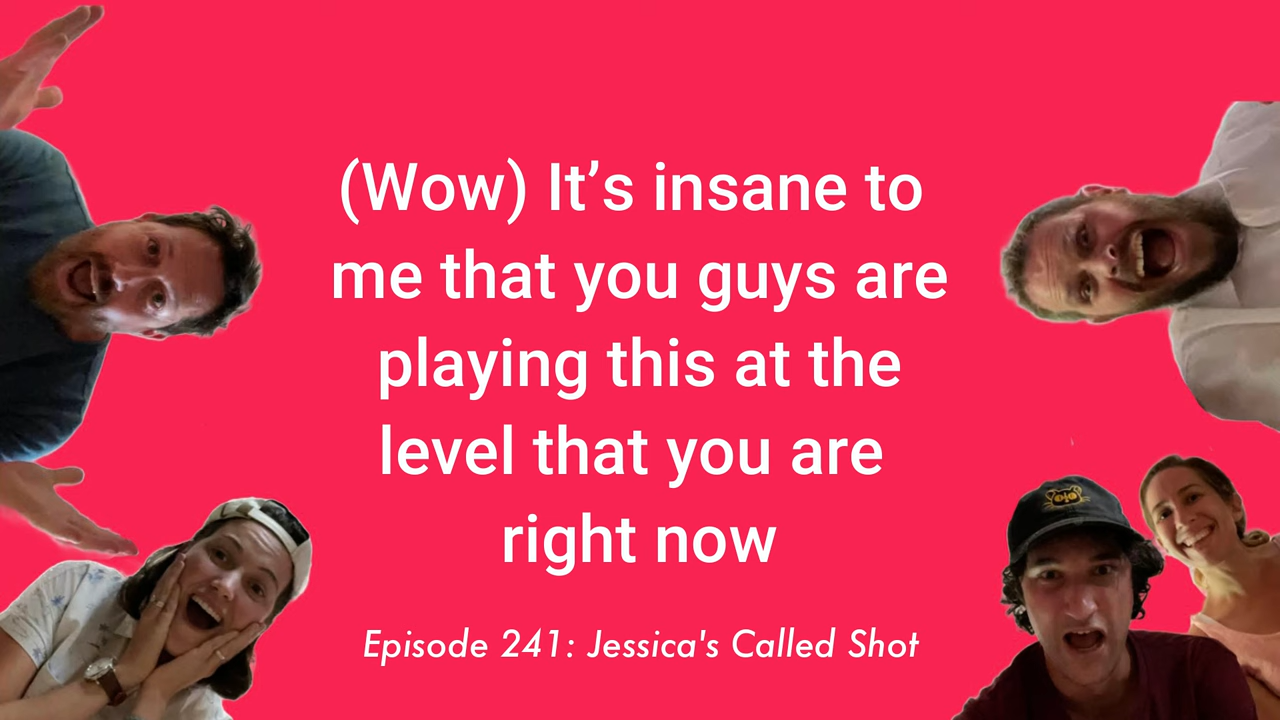 (Wow) It’s insane to
me that you guys are
playing this at the
level that you are
right now
Episode 241: Jessica's Called Shot